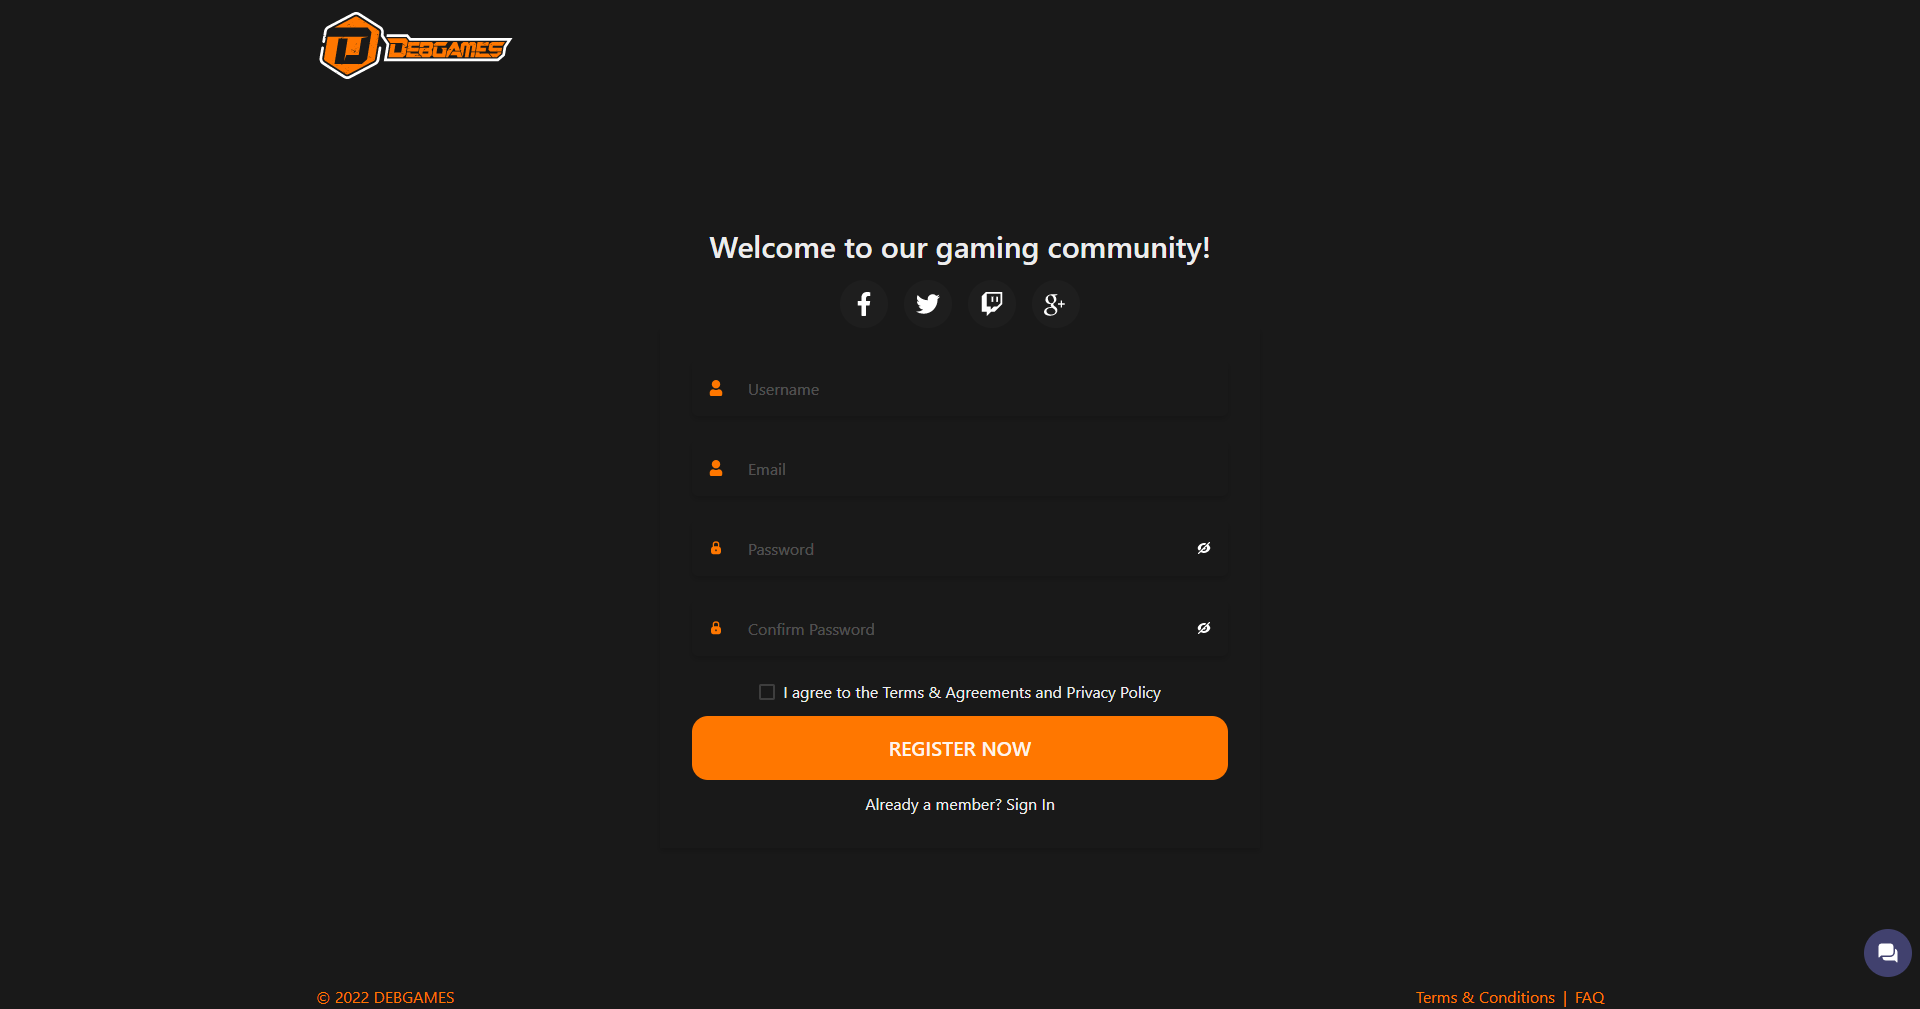 DEBGAMES
Welcome to our gaming community!
Username
Email
Password
Confirm Password
I agree to the Terms & Agreements and Privacy Policy
REGISTER NOW
Already a member? Sign In
© 2022 DEBGAMES
Terms & Conditions | FAQ